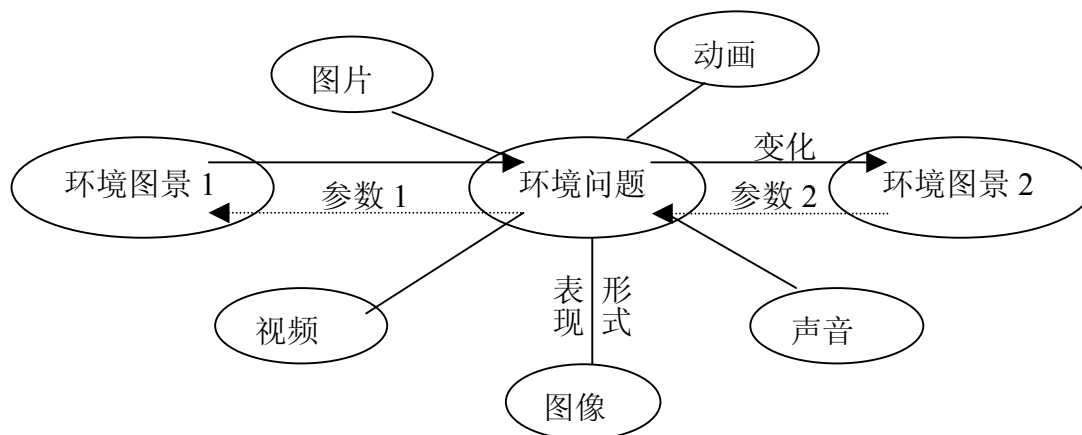 动画
图片
变化
环境图景 1
参数 1
环境问题
参数 2
环境图景 2
表现
形式
视频
声音
图像